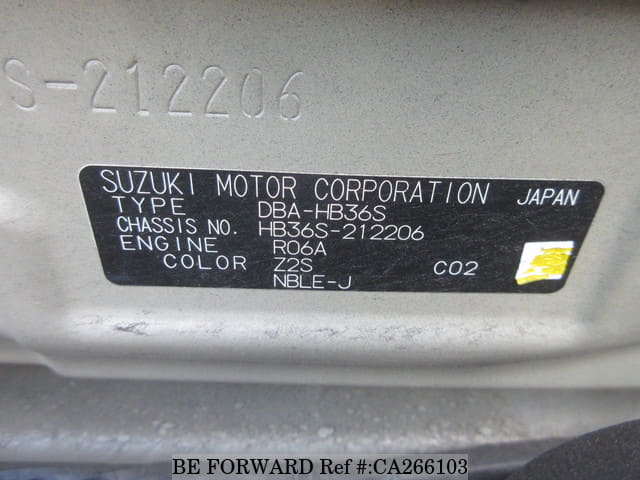 S-212206
SUZUKI MOTOR CORPORATION JAPAN
TYPE DBA-HB36S
CHASSIS NO. HB36S-212206
ENGINE R06A
COLOR Z2S C02
NBLE-J
BE FORWARD Ref #:CA266103